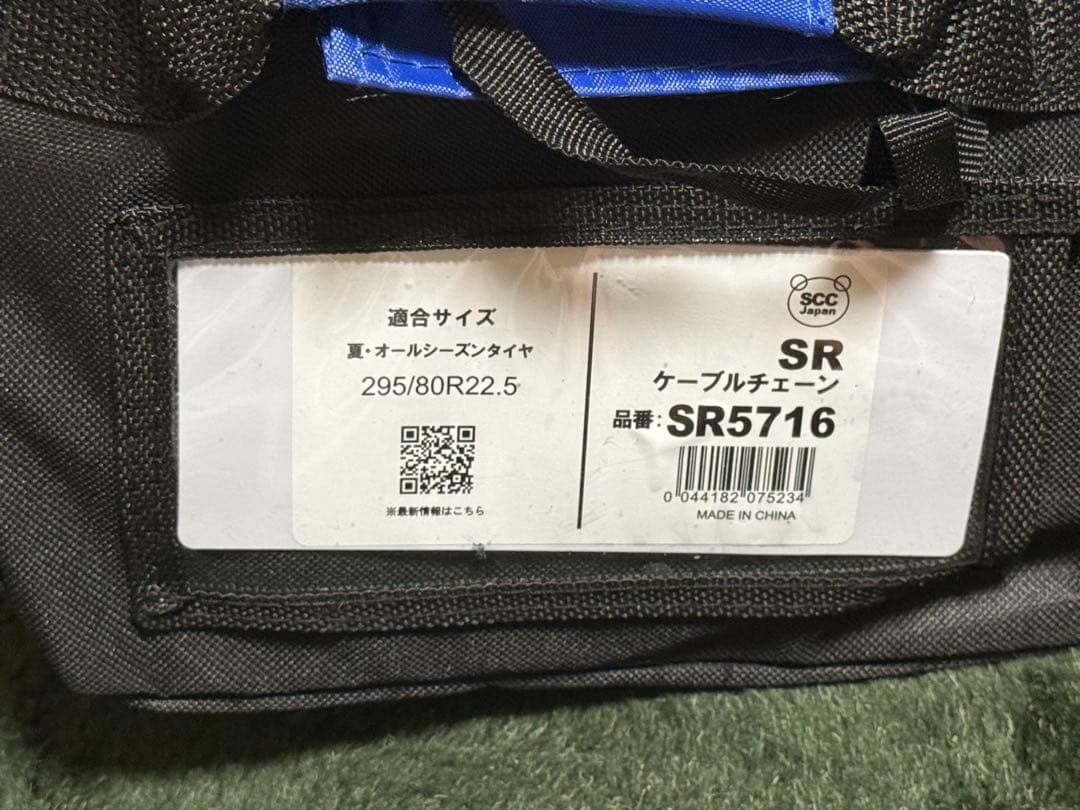 適合サイズ
夏・オールシーズンタイヤ
295/80R22.5
※最新情報はこちら
SCC
Japan
SR
ケーブルチェーン
品番: SR5716
0 044182 075234
MADE IN CHINA